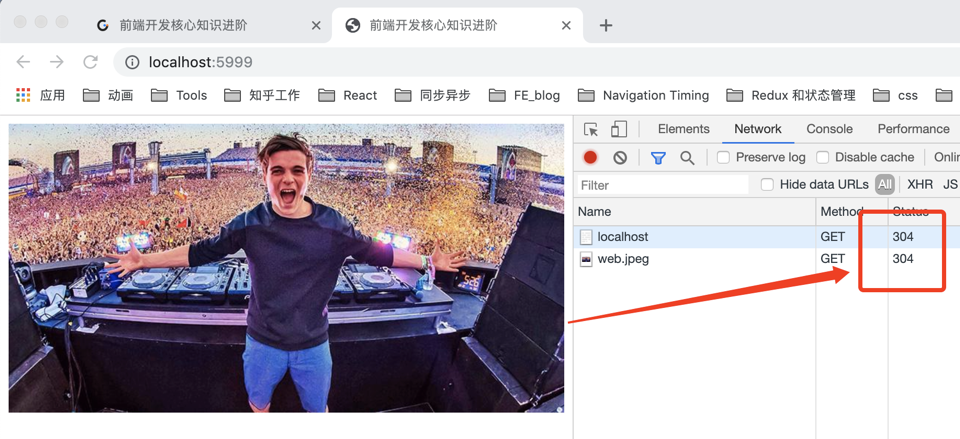 前端开发核心知识进阶 前端开发核心知识进阶
localhost:5999
应用 动画 Tools 知乎工作 React 同步异步 FE_blog Navigation Timing Redux 和状态管理 css
Elements Network Console Performance
Preserve log Disable cache Onlin
Filter Hide data URLs All XHR JS
Name Method Status
localhost GET 304
web.jpeg GET 304